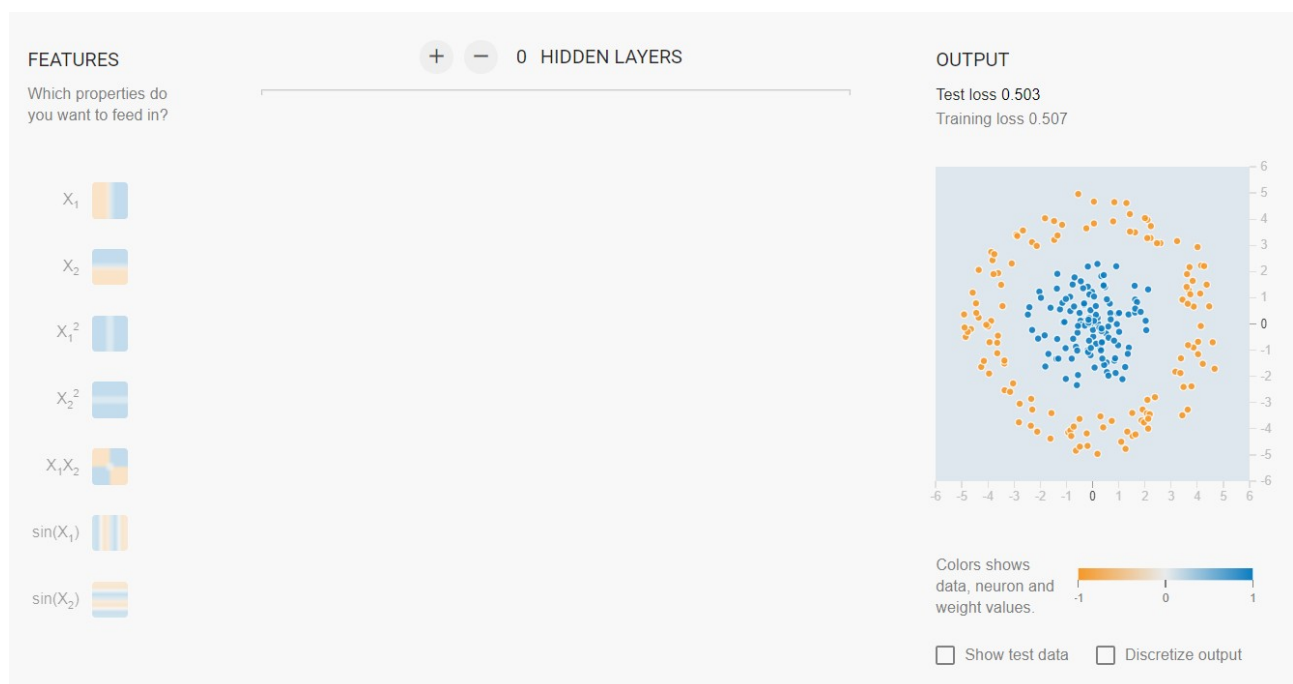 FEATURES
Which properties do
you want to feed in?
X₁
X₂
X₁²
X₂²
X₁X₂
sin(X₁)
sin(X₂)
+ − 0 HIDDEN LAYERS
OUTPUT
Test loss 0.503
Training loss 0.507
6
5
4
3
2
1
0
-1
-2
-3
-4
-5
-6
-6 -5 -4 -3 -2 -1 0 1 2 3 4 5 6
Colors shows
data, neuron and
weight values.
-1 0 1
Show test data Discretize output